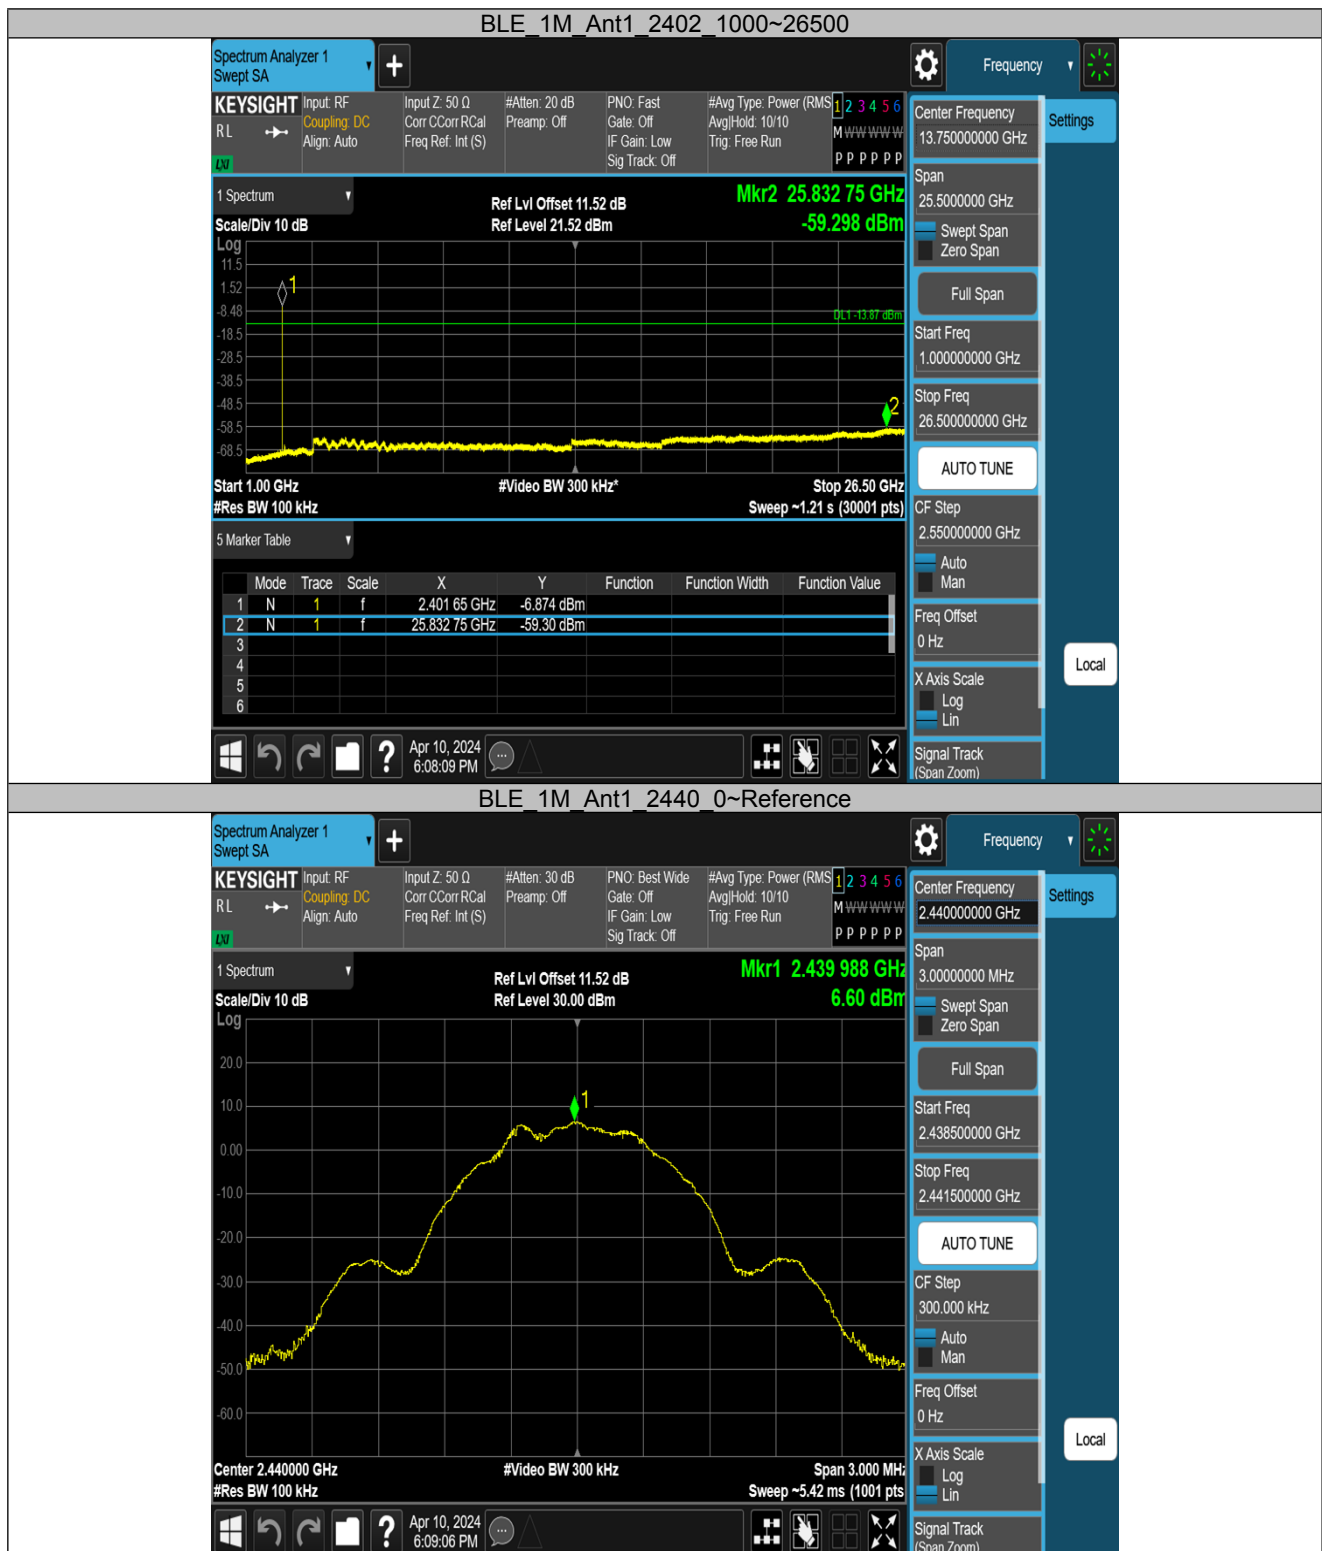 BLE_1M_Ant1_2402_1000~26500
Spectrum Analyzer 1
Swept SA
+
Frequency
KEYSIGHT
RL
LXI
Input: RF
Coupling: DC
Align: Auto
Input Z: 50 Ω
Corr CCorr RCal
Freq Ref: Int (S)
#Atten: 20 dB
Preamp: Off
PNO: Fast
Gate: Off
IF Gain: Low
Sig Track: Off
#Avg Type: Power (RMS
Avg|Hold: 10/10
Trig: Free Run
1 2 3 4 5 6
M W W W W W
P P P P P P
Center Frequency
13.750000000 GHz
Settings
1 Spectrum
Scale/Div 10 dB
Ref Lvl Offset 11.52 dB
Ref Level 21.52 dBm
Mkr2 25.832 75 GHz
-59.298 dBm
Span
25.5000000 GHz
Swept Span
Zero Span
Log
11.5
1.52
-8.48
-18.5
-28.5
-38.5
-48.5
-58.5
-68.5
1
DL1 -13.87 dBm
2
Full Span
Start Freq
1.000000000 GHz
Stop Freq
26.500000000 GHz
AUTO TUNE
Start 1.00 GHz
#Video BW 300 kHz*
Stop 26.50 GHz
#Res BW 100 kHz
Sweep ~1.21 s (30001 pts)
CF Step
2.550000000 GHz
Auto
Man
5 Marker Table
Mode Trace Scale X Y Function Function Width Function Value
1 N 1 f 2.401 65 GHz -6.874 dBm
2 N 1 f 25.832 75 GHz -59.30 dBm
3
4
5
6
Freq Offset
0 Hz
X Axis Scale
Log
Lin
Local
Signal Track
(Span Zoom)
?
Apr 10, 2024
6:08:09 PM
BLE_1M_Ant1_2440_0~Reference
Spectrum Analyzer 1
Swept SA
+
Frequency
KEYSIGHT
RL
LXI
Input: RF
Coupling: DC
Align: Auto
Input Z: 50 Ω
Corr CCorr RCal
Freq Ref: Int (S)
#Atten: 30 dB
Preamp: Off
PNO: Best Wide
Gate: Off
IF Gain: Low
Sig Track: Off
#Avg Type: Power (RMS
Avg|Hold: 10/10
Trig: Free Run
1 2 3 4 5 6
M W W W W W
P P P P P P
Center Frequency
2.440000000 GHz
Settings
1 Spectrum
Scale/Div 10 dB
Ref Lvl Offset 11.52 dB
Ref Level 30.00 dBm
Mkr1 2.439 988 GHz
6.60 dBm
Span
3.00000000 MHz
Swept Span
Zero Span
Log
20.0
10.0
0.00
-10.0
-20.0
-30.0
-40.0
-50.0
-60.0
1
Full Span
Start Freq
2.438500000 GHz
Stop Freq
2.441500000 GHz
AUTO TUNE
CF Step
300.000 kHz
Auto
Man
Freq Offset
0 Hz
X Axis Scale
Log
Lin
Local
Center 2.440000 GHz
#Video BW 300 kHz
Span 3.000 MHz
#Res BW 100 kHz
Sweep ~5.42 ms (1001 pts
Signal Track
(Span Zoom)
?
Apr 10, 2024
6:09:06 PM